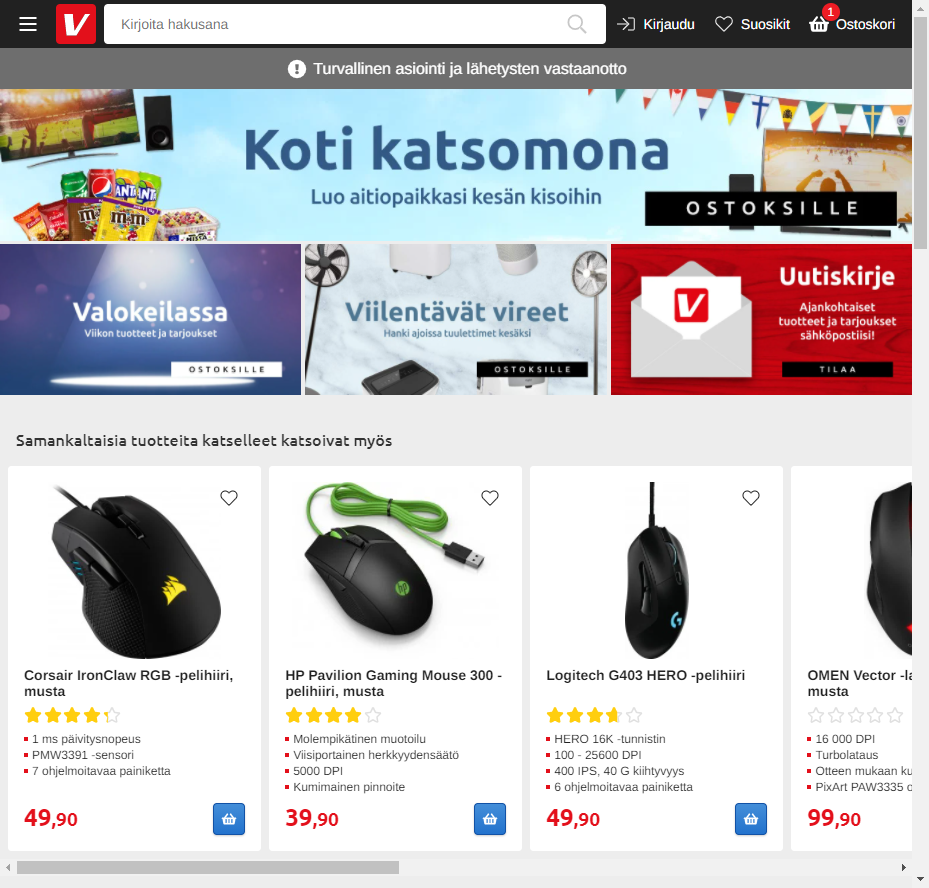 V
Kirjoita hakusana
Kirjaudu
Suosikit
1
Ostoskori
Turvallinen asiointi ja lähetysten vastaanotto
Koti katsomona
Luo aitiopaikkasi kesän kisoihin
OSTOKSILLE
Valokeilassa
Viikon tuotteet ja tarjoukset
OSTOKSILLE
Viilentävät vireet
Hanki ajoissa tuulettimet kesäksi
OSTOKSILLE
V
Uutiskirje
Ajankohtaiset
tuotteet ja tarjoukset
sähköpostiisi!
TILAA
Samankaltaisia tuotteita katselleet katsoivat myös
Corsair IronClaw RGB -pelihiiri,
musta
1 ms päivitysnopeus
PMW3391 -sensori
7 ohjelmoitavaa painiketta
49,90
HP Pavilion Gaming Mouse 300 -
pelihiiri, musta
Molempikätinen muotoilu
Viisiportainen herkkyydensäätö
5000 DPI
Kumimainen pinnoite
39,90
Logitech G403 HERO -pelihiiri
HERO 16K -tunnistin
100 - 25600 DPI
400 IPS, 40 G kiihtyvyys
6 ohjelmoitavaa painiketta
49,90
OMEN Vector -la
musta
16 000 DPI
Turbolataus
Otteen mukaan ku
PixArt PAW3335 o
99,90